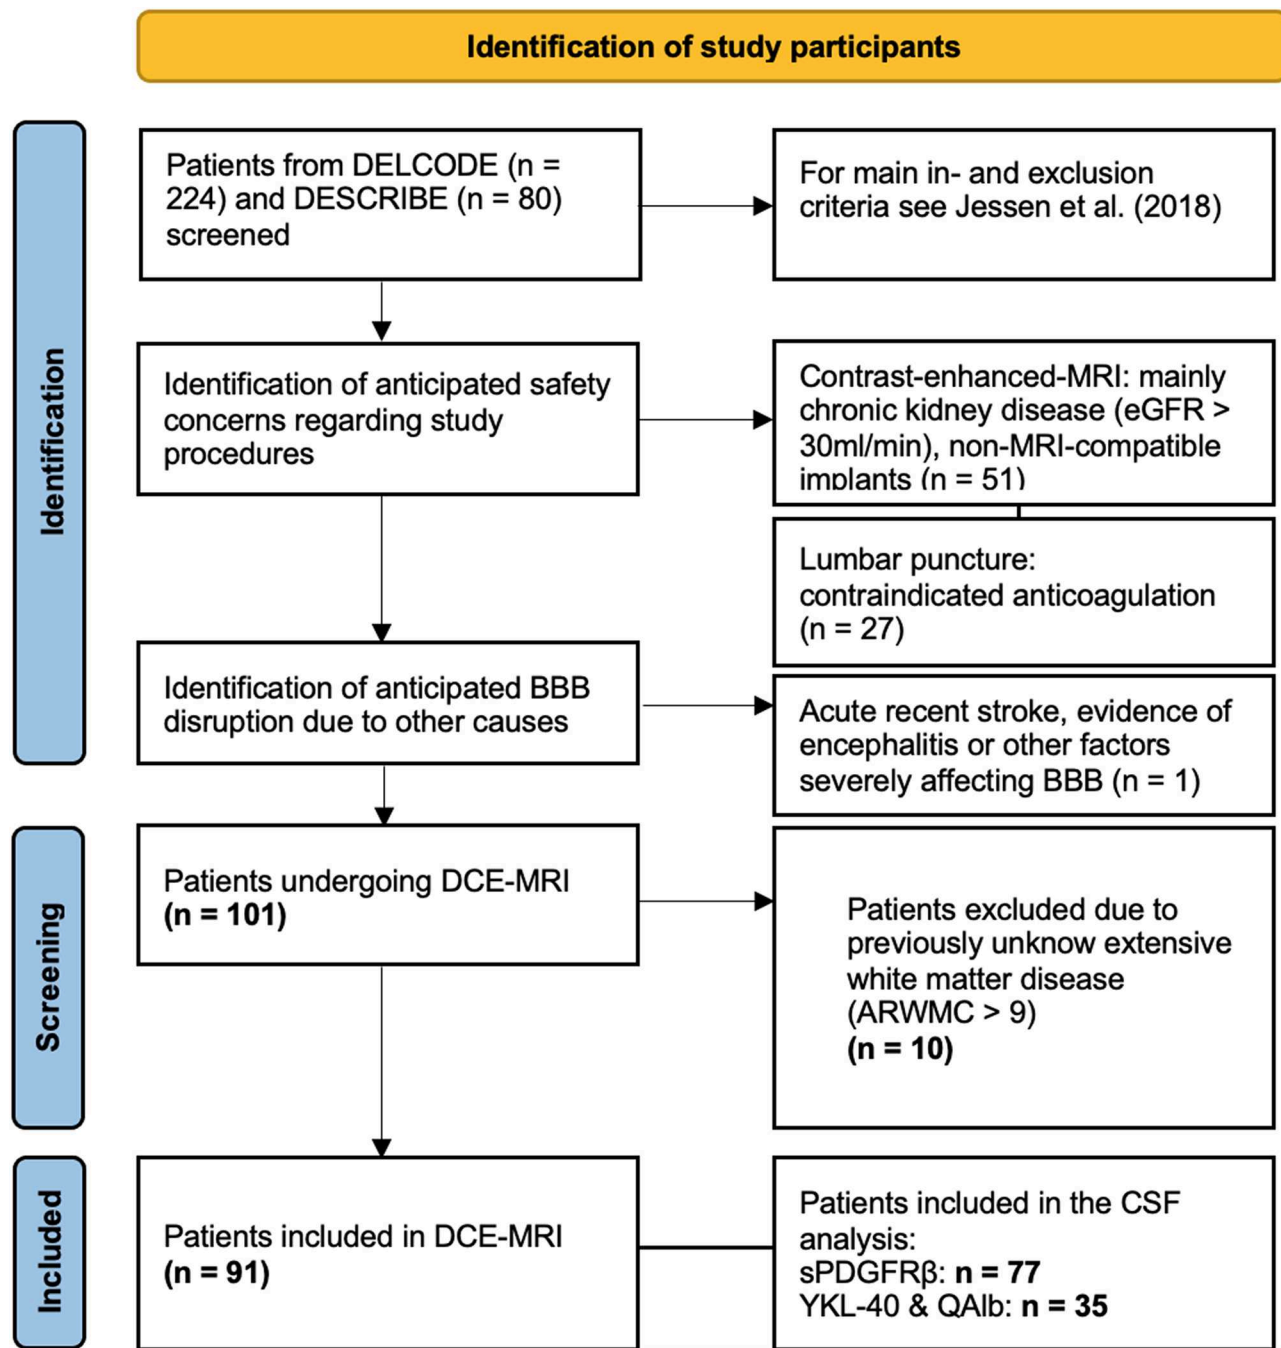 Identification of study participants
Identification
Patients from DELCODE (n =
224) and DESCRIBE (n = 80)
screened
For main in- and exclusion
criteria see Jessen et al. (2018)
Identification of anticipated safety
concerns regarding study
procedures
Contrast-enhanced-MRI: mainly
chronic kidney disease (eGFR >
30ml/min), non-MRI-compatible
implants (n = 51)
Lumbar puncture:
contraindicated anticoagulation
(n = 27)
Identification of anticipated BBB
disruption due to other causes
Acute recent stroke, evidence of
encephalitis or other factors
severely affecting BBB (n = 1)
Screening
Patients undergoing DCE-MRI
(n = 101)
Patients excluded due to
previously unknow extensive
white matter disease
(ARWMC > 9)
(n = 10)
Included
Patients included in DCE-MRI
(n = 91)
Patients included in the CSF
analysis:
sPDGFRβ: n = 77
YKL-40 & QAlb: n = 35